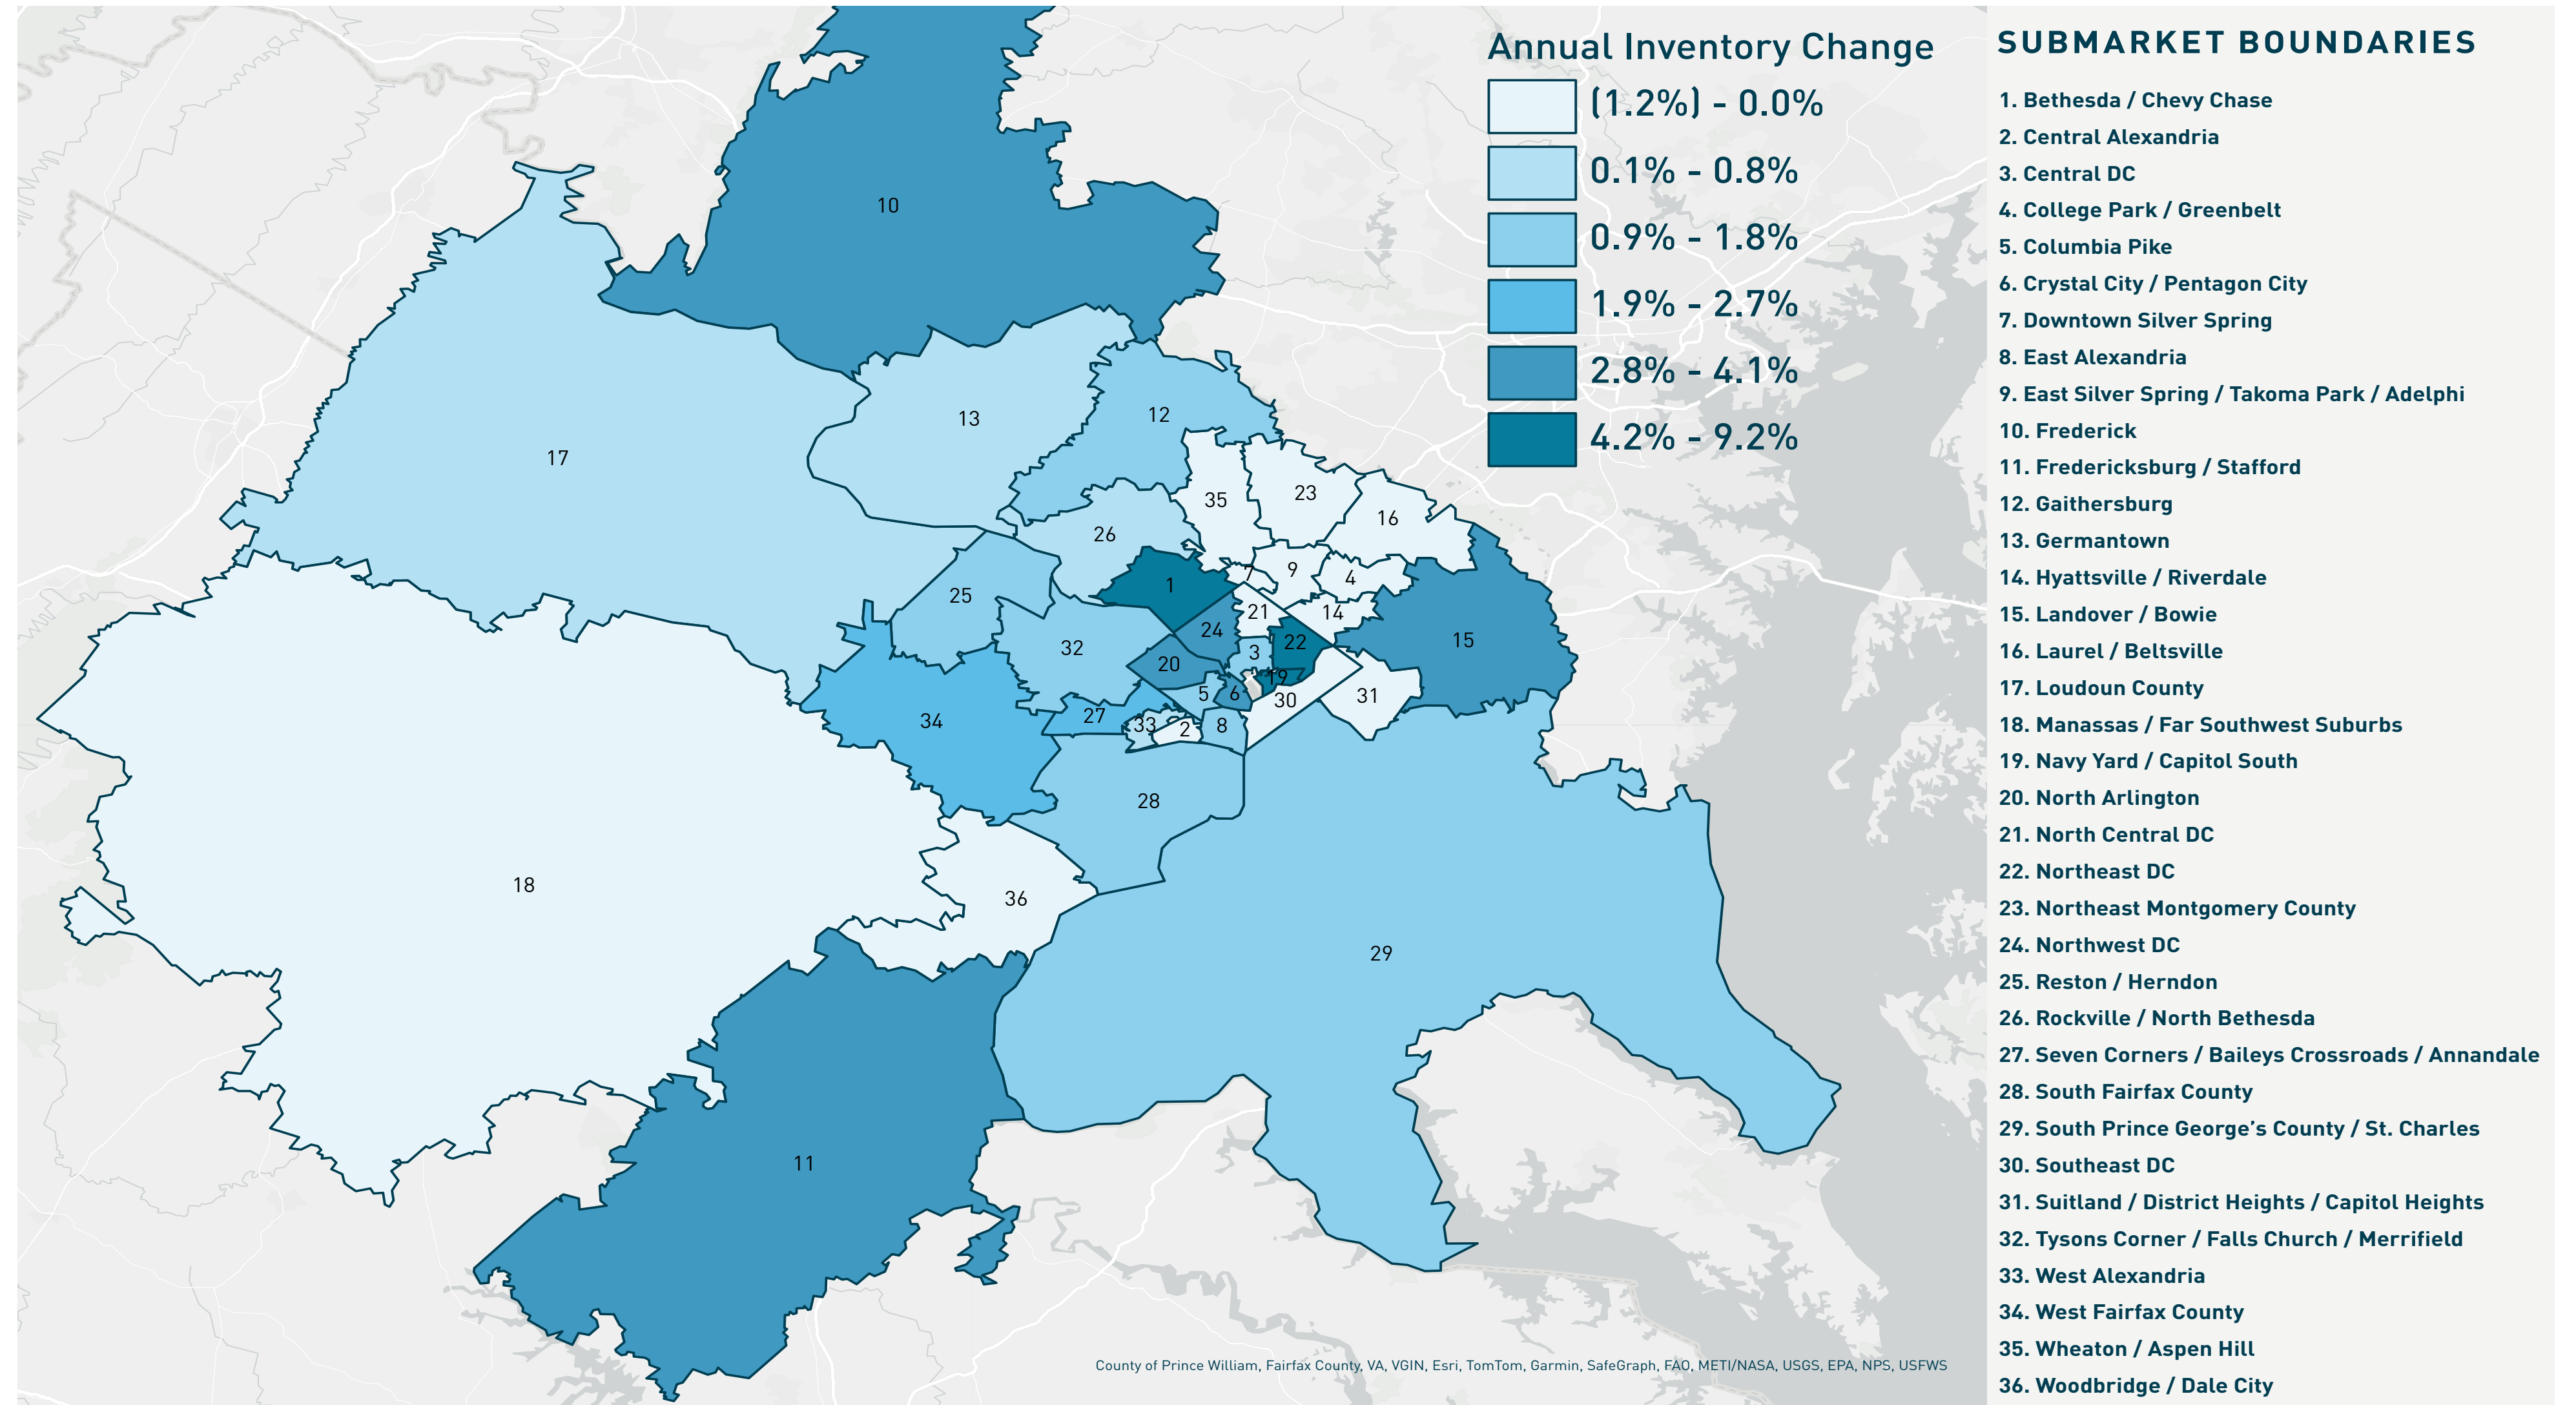 Annual Inventory Change
(1.2%) - 0.0%
0.1% - 0.8%
0.9% - 1.8%
1.9% - 2.7%
2.8% - 4.1%
4.2% - 9.2%
10
17
13
12
35
23
16
26
25
1
7
9
4
21
14
24
22
15
32
20
3
19
5
6
30
31
34
27
33
2
8
28
18
36
29
11
County of Prince William, Fairfax County, VA, VGIN, Esri, TomTom, Garmin, SafeGraph, FAO, METI/NASA, USGS, EPA, NPS, USFWS
SUBMARKET BOUNDARIES
1. Bethesda / Chevy Chase
2. Central Alexandria
3. Central DC
4. College Park / Greenbelt
5. Columbia Pike
6. Crystal City / Pentagon City
7. Downtown Silver Spring
8. East Alexandria
9. East Silver Spring / Takoma Park / Adelphi
10. Frederick
11. Fredericksburg / Stafford
12. Gaithersburg
13. Germantown
14. Hyattsville / Riverdale
15. Landover / Bowie
16. Laurel / Beltsville
17. Loudoun County
18. Manassas / Far Southwest Suburbs
19. Navy Yard / Capitol South
20. North Arlington
21. North Central DC
22. Northeast DC
23. Northeast Montgomery County
24. Northwest DC
25. Reston / Herndon
26. Rockville / North Bethesda
27. Seven Corners / Baileys Crossroads / Annandale
28. South Fairfax County
29. South Prince George’s County / St. Charles
30. Southeast DC
31. Suitland / District Heights / Capitol Heights
32. Tysons Corner / Falls Church / Merrifield
33. West Alexandria
34. West Fairfax County
35. Wheaton / Aspen Hill
36. Woodbridge / Dale City